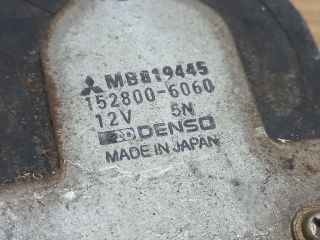 MB819445
152800-6060
12V 5N
DENSO
MADE IN JAPAN